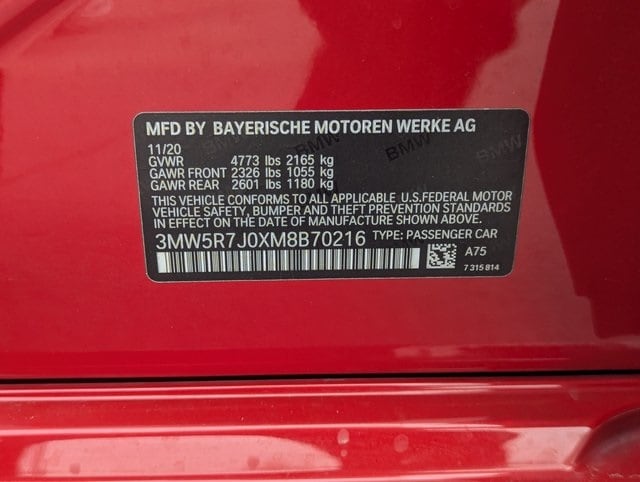 MFD BY BAYERISCHE MOTOREN WERKE AG
11/20
GVWR 4773 lbs 2165 kg
GAWR FRONT 2326 lbs 1055 kg
GAWR REAR 2601 lbs 1180 kg
THIS VEHICLE CONFORMS TO ALL APPLICABLE U.S.FEDERAL MOTOR
VEHICLE SAFETY, BUMPER AND THEFT PREVENTION STANDARDS
IN EFFECT ON THE DATE OF MANUFACTURE SHOWN ABOVE.
3MW5R7J0XM8B70216 TYPE: PASSENGER CAR
A75
7 315 814
BMW
BMW